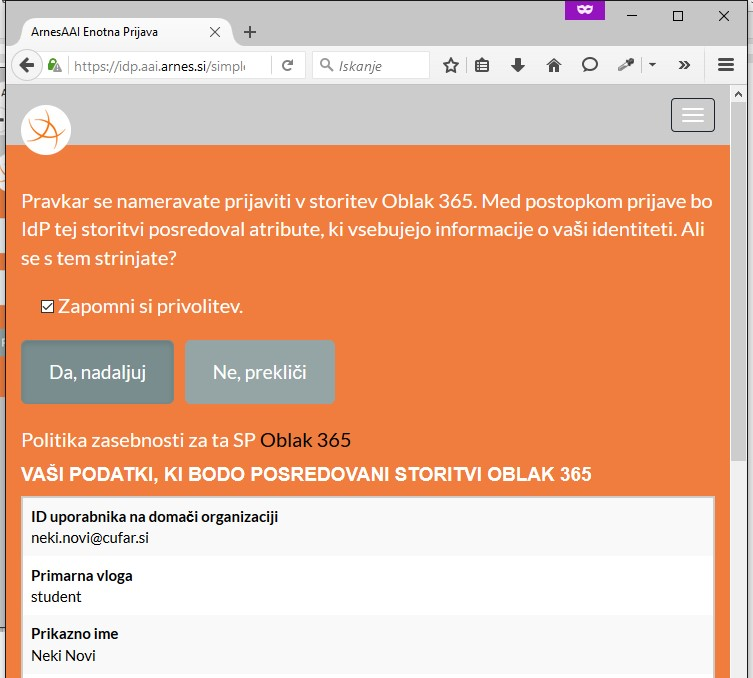 ArnesAAI Enotna Prijava
https://idp.aai.arnes.si/simpl
Iskanje
Pravkar se nameravate prijaviti v storitev Oblak 365. Med postopkom prijave bo
IdP tej storitvi posredoval atribute, ki vsebujejo informacije o vaši identiteti. Ali
se s tem strinjate?
Zapomni si privolitev.
Da, nadaljuj
Ne, prekliči
Politika zasebnosti za ta SP Oblak 365
VAŠI PODATKI, KI BODO POSREDOVANI STORITVI OBLAK 365
ID uporabnika na domači organizaciji
neki.novi@cufar.si
Primarna vloga
student
Prikazno ime
Neki Novi